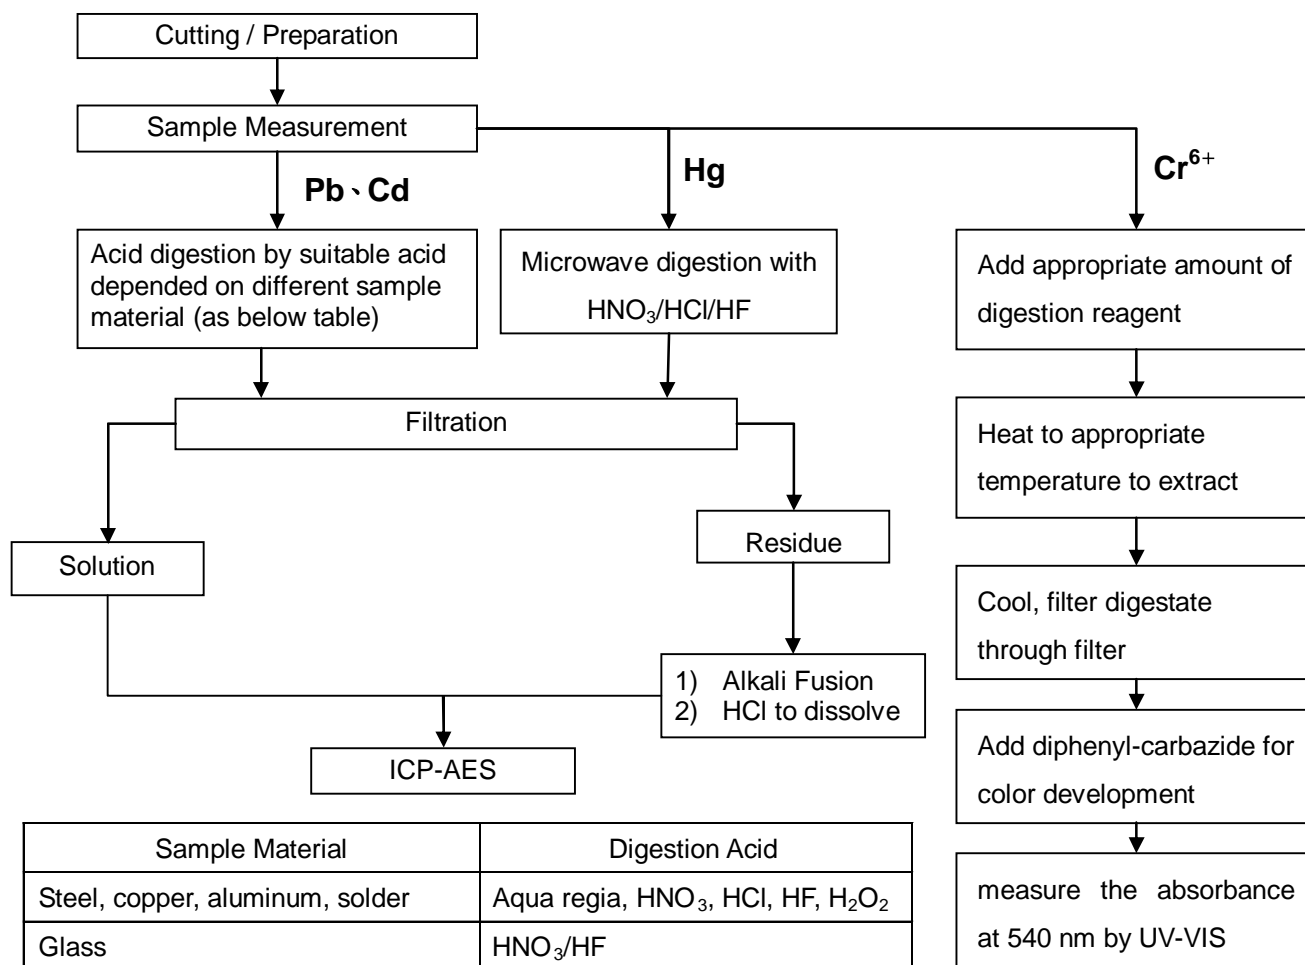 Cutting / Preparation
Sample Measurement
Pb、Cd
Hg
Cr⁶⁺
Acid digestion by suitable acid
depended on different sample
material (as below table)
Microwave digestion with
HNO₃/HCl/HF
Add appropriate amount of
digestion reagent
Filtration
Heat to appropriate
temperature to extract
Solution
Residue
Cool, filter digestate
through filter
1) Alkali Fusion
2) HCl to dissolve
ICP-AES
Add diphenyl-carbazide for
color development
measure the absorbance
at 540 nm by UV-VIS
Sample Material Digestion Acid
Steel, copper, aluminum, solder Aqua regia, HNO₃, HCl, HF, H₂O₂
Glass HNO₃/HF